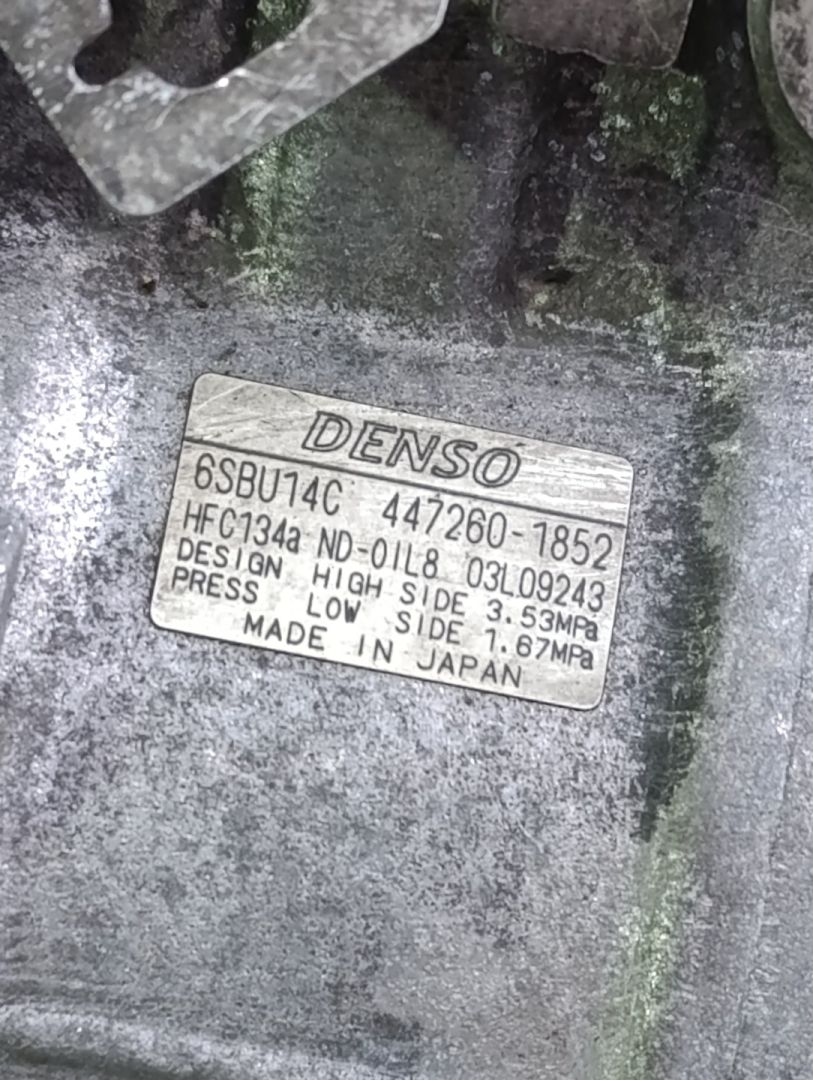 DENSO
6SBU14C 447260-1852
HFC134a ND-OIL8 03L09243
DESIGN HIGH SIDE 3.53MPa
PRESS LOW SIDE 1.67MPa
MADE IN JAPAN